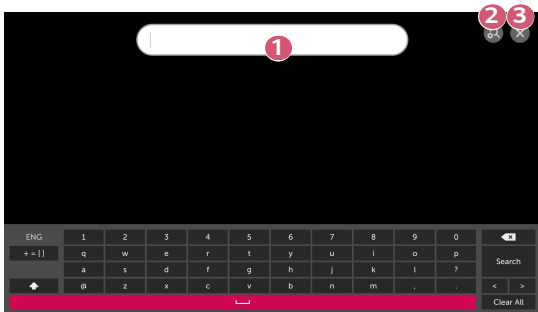 2 3
1
ENG 1 2 3 4 5 6 7 8 9 0
+ = [ ] q w e r t y u i o p
a s d f g h j k l ? Search
@ z x c v b n m , . < >
Clear All